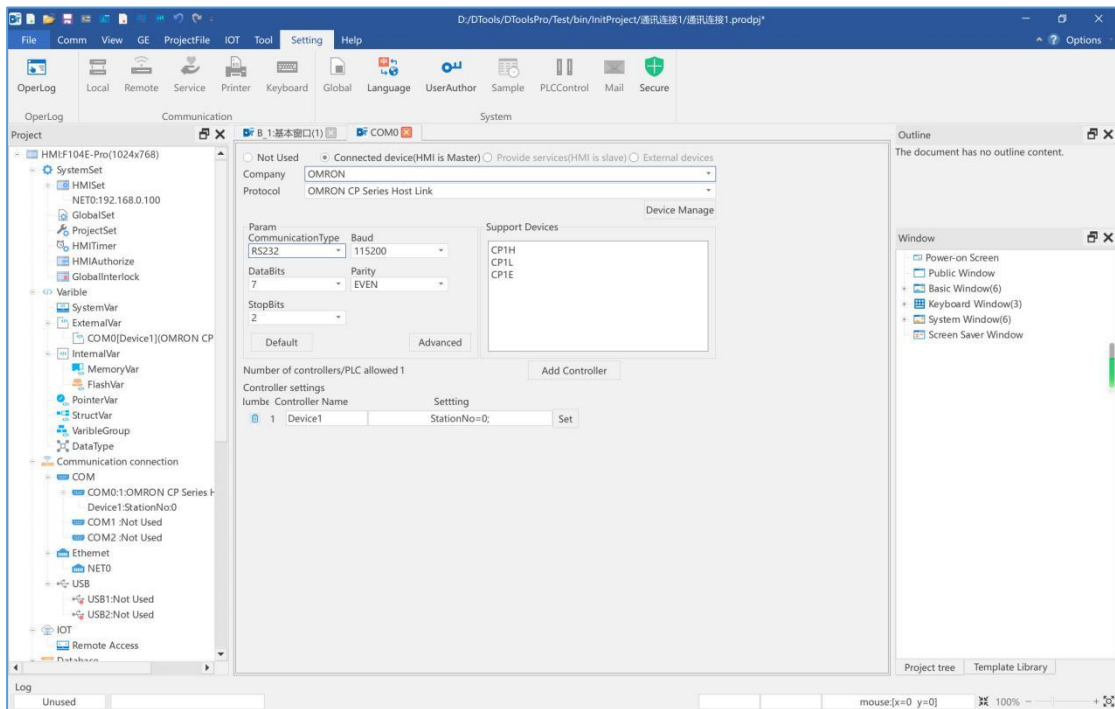 D:/DTools/DToolsPro/Test/bin/InitProject/通讯连接1/通讯连接1.prodpj*
File Comm View GE ProjectFile IOT Tool Setting Help
? Options
OperLog Local Remote Service Printer Keyboard Global Language UserAuthor Sample PLCControl Mail Secure
OperLog Communication System
Project
HMI:F104E-Pro(1024x768)
SystemSet
HMISet
NET0:192.168.0.100
GlobalSet
ProjectSet
HMITimer
HMIAuthorize
GlobalInterlock
Varible
SystemVar
ExternalVar
COM0[Device1](OMRON CP
InternalVar
MemoryVar
FlashVar
PointerVar
StructVar
VaribleGroup
DataType
Communication connection
COM
COM0:1:OMRON CP Series H
Device1:StationNo:0
COM1 :Not Used
COM2 :Not Used
Ethernet
NET0
USB
USB1:Not Used
USB2:Not Used
IOT
Remote Access
Database
B_1:基本窗口(1) COM0
Not Used Connected device(HMI is Master) Provide services(HMI is slave) External devices
Company OMRON
Protocol OMRON CP Series Host Link
Device Manage
Param
CommunicationType Baud
RS232 115200
DataBits Parity
7 EVEN
StopBits
2
Default Advanced
Support Devices
CP1H
CP1L
CP1E
Number of controllers/PLC allowed 1 Add Controller
Controller settings
lumbe Controller Name Settting
1 Device1 StationNo=0; Set
Outline
The document has no outline content.
Window
Power-on Screen
Public Window
Basic Window(6)
Keyboard Window(3)
System Window(6)
Screen Saver Window
Project tree Template Library
Log
Unused mouse:[x=0 y=0] 100%